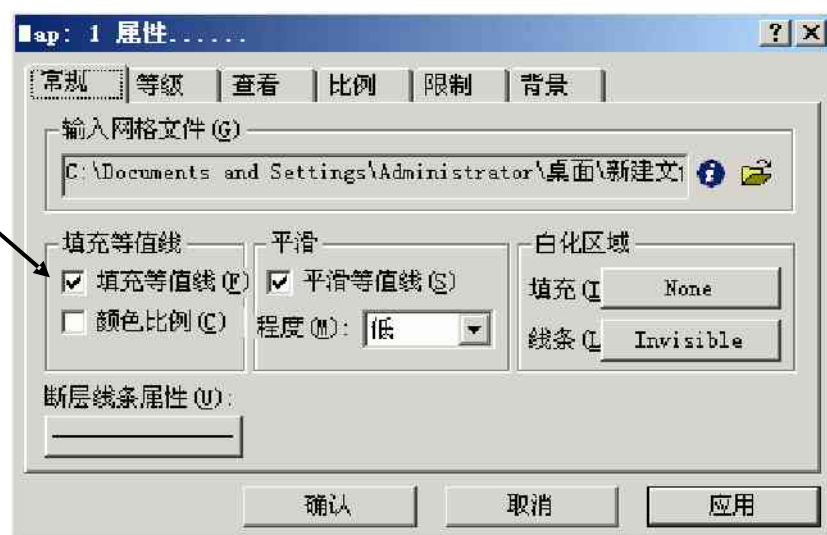 ap: 1 属性......
常规 等级 查看 比例 限制 背景
输入网格文件(G)
C:\Documents and Settings\Administrator\桌面\新建文
填充等值线 平滑 白化区域
填充等值线(F) 平滑等值线(S) 填充(I None
颜色比例(C) 程度(M): 低 线条(L Invisible
断层线条属性(U):
确认 取消 应用